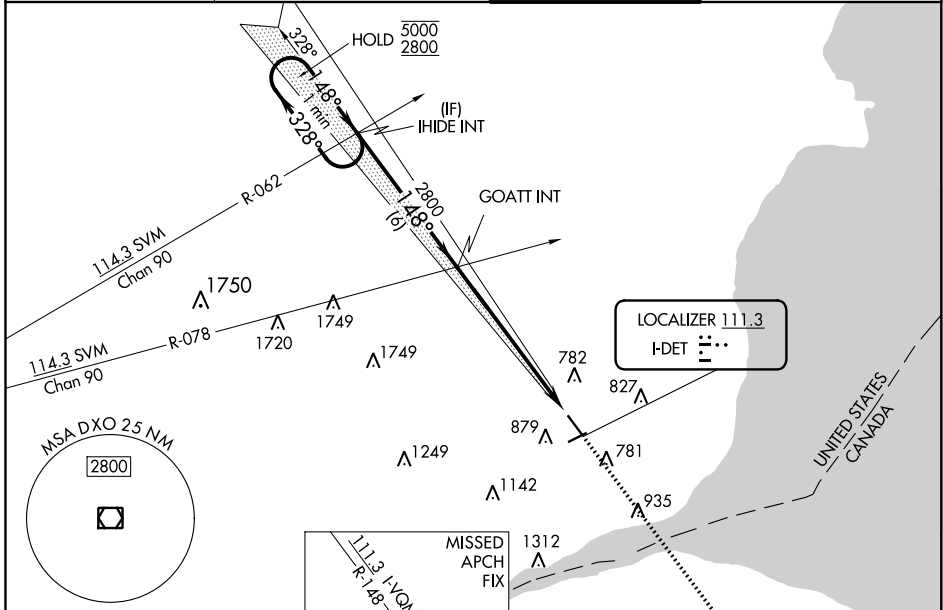 328°
HOLD 5000
2800
148°
1 min
328°
(IF)
IHIDE INT
R-062
2800
148°
(6)
GOATT INT
114.3 SVM
Chan 90
1750
1749
1720
R-078
1749
114.3 SVM
Chan 90
LOCALIZER 111.3
I-DET
782
827
879
781
1249
1142
935
1312
UNITED STATES
CANADA
MSA DXO 25 NM
2800
MISSED
APCH
FIX
111.3 I-VQM
R-148